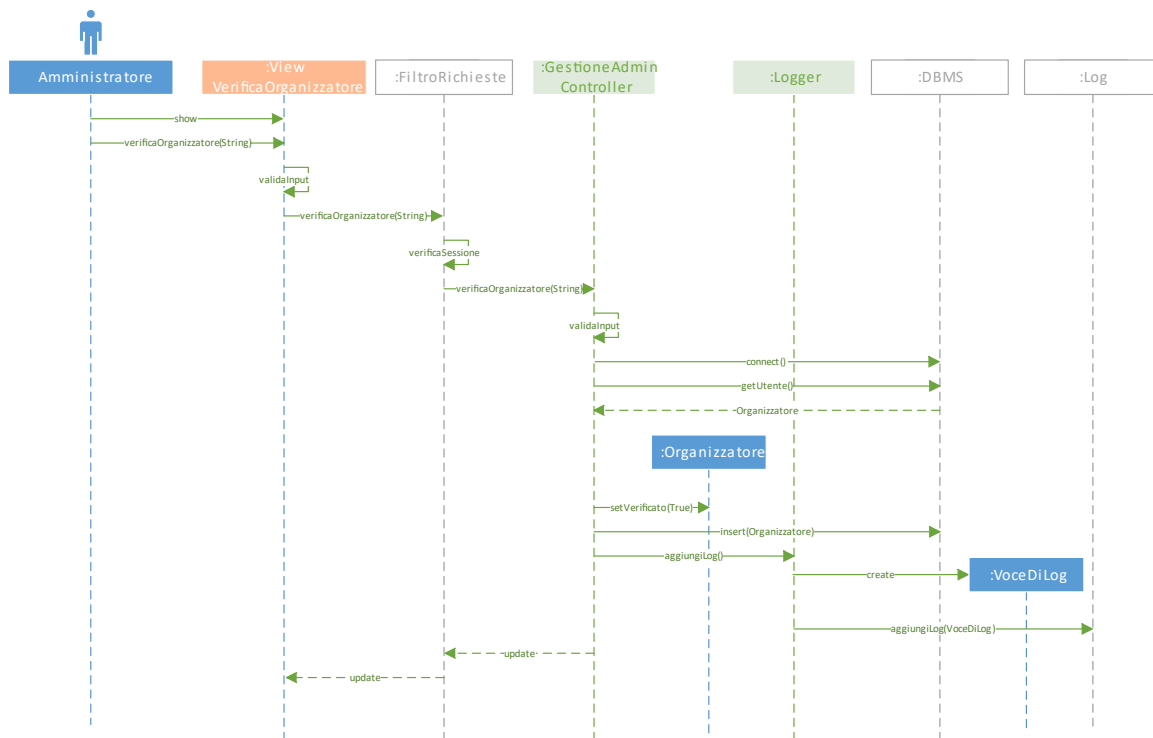 Amministratore
:View
VerificaOrganizzatore
:FiltroRichieste
:GestioneAdmin
Controller
:Logger
:DBMS
:Log
show
verificaOrganizzatore(String)
validaInput
verificaOrganizzatore(String)
verificaSessione
verificaOrganizzatore(String)
validaInput
connect()
getUtente()
Organizzatore
:Organizzatore
setVerificato(True)
insert(Organizzatore)
aggiungiLog()
create
:VoceDiLog
aggiungiLog(VoceDiLog)
update
update